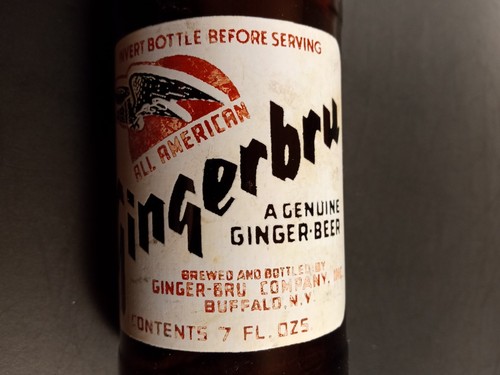 INVERT BOTTLE BEFORE SERVING
ALL AMERICAN
Gingerbru
A GENUINE
GINGER-BEER
BREWED AND BOTTLED BY
GINGER-BRU COMPANY, INC
BUFFALO, N.Y.
CONTENTS 7 FL. OZS